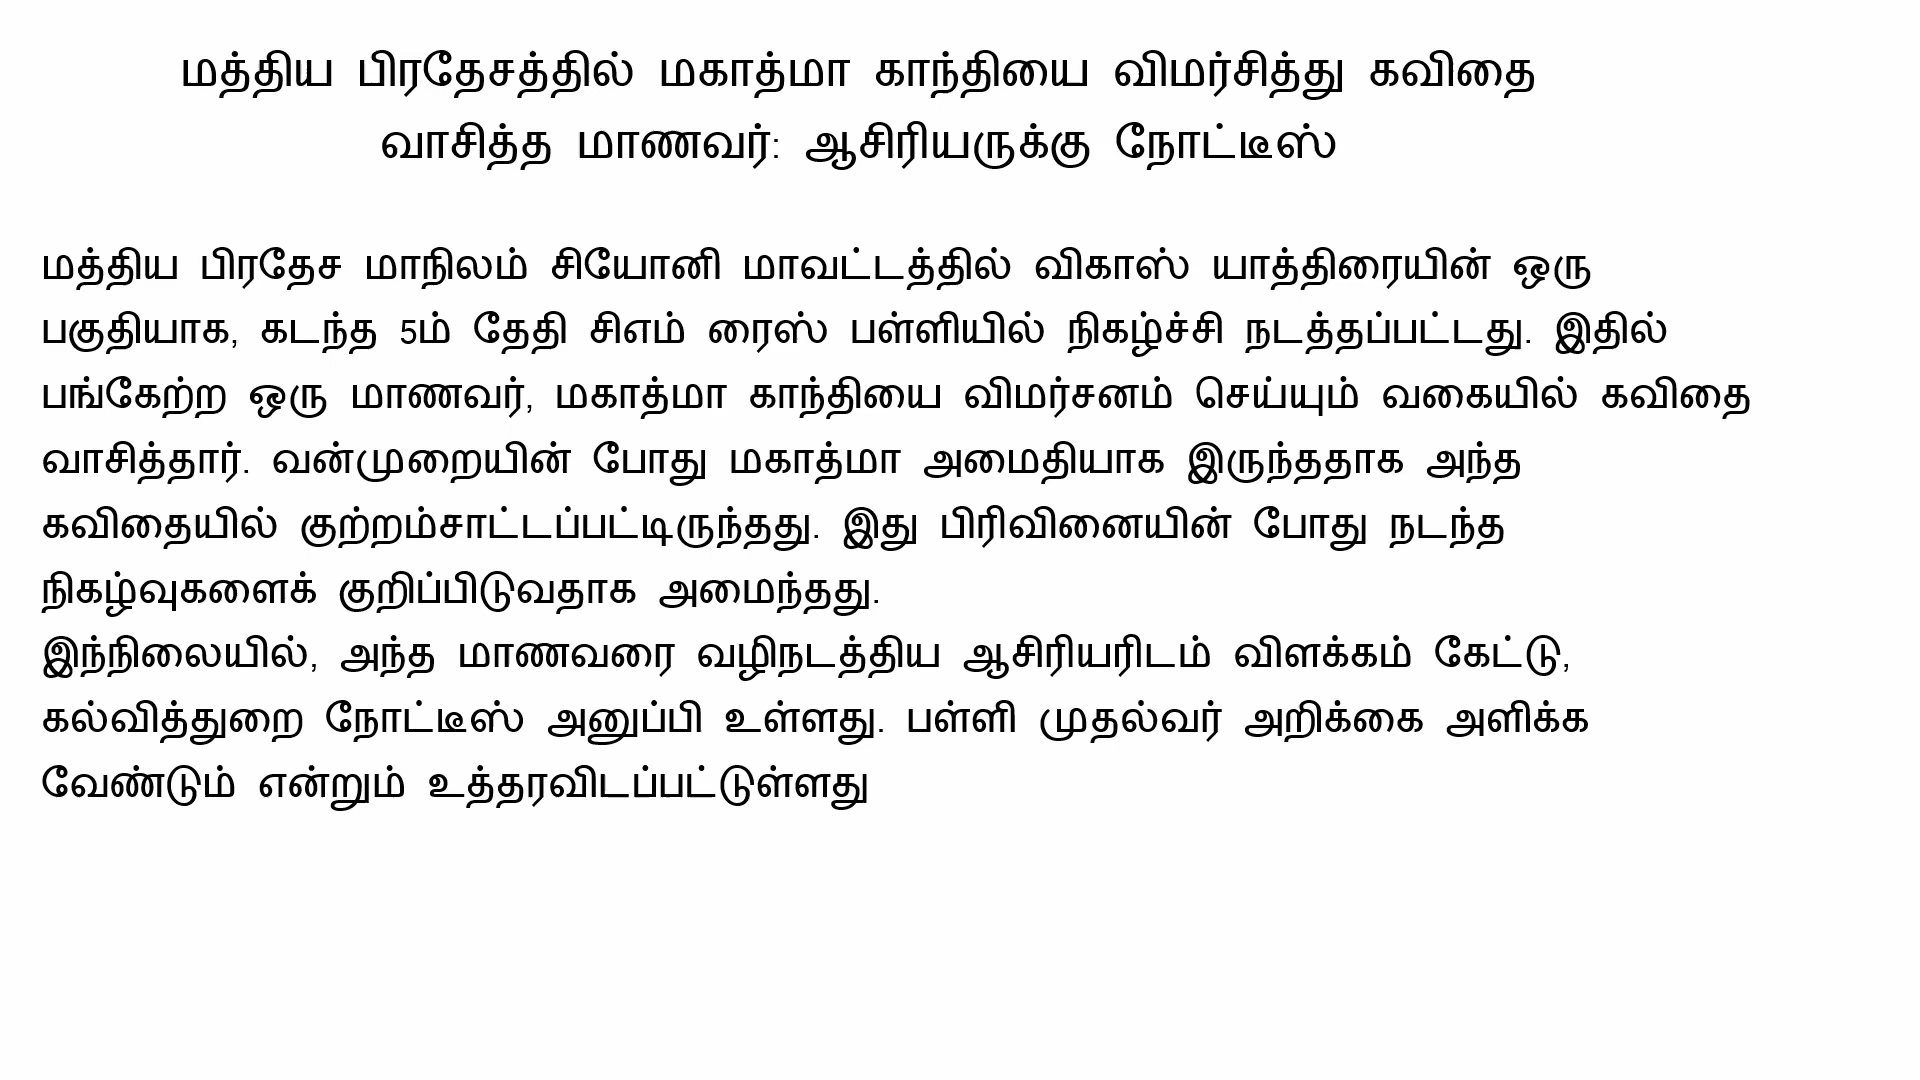 மத்திய பிரதேசத்தில் மகாத்மா காந்தியை விமர்சித்து கவிதை
வாசித்த மாணவர்: ஆசிரியருக்கு நோட்டீஸ்
மத்திய பிரதேச மாநிலம் சியோனி மாவட்டத்தில் விகாஸ் யாத்திரையின் ஒரு
பகுதியாக, கடந்த 5ம் தேதி சிஎம் ரைஸ் பள்ளியில் நிகழ்ச்சி நடத்தப்பட்டது. இதில்
பங்கேற்ற ஒரு மாணவர், மகாத்மா காந்தியை விமர்சனம் செய்யும் வகையில் கவிதை
வாசித்தார். வன்முறையின் போது மகாத்மா அமைதியாக இருந்ததாக அந்த
கவிதையில் குற்றம்சாட்டப்பட்டிருந்தது. இது பிரிவினையின் போது நடந்த
நிகழ்வுகளைக் குறிப்பிடுவதாக அமைந்தது.
இந்நிலையில், அந்த மாணவரை வழிநடத்திய ஆசிரியரிடம் விளக்கம் கேட்டு,
கல்வித்துறை நோட்டீஸ் அனுப்பி உள்ளது. பள்ளி முதல்வர் அறிக்கை அளிக்க
வேண்டும் என்றும் உத்தரவிடப்பட்டுள்ளது